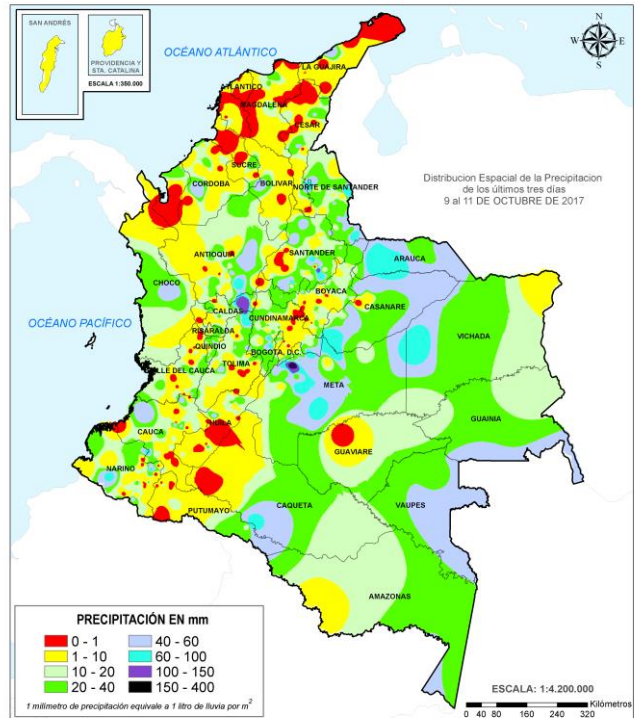 SAN ANDRÉS
PROVIDENCIA Y
STA. CATALINA
ESCALA 1:350.000
OCÉANO ATLÁNTICO
N
W E
S
LA GUAJIRA
ATLANTICO
MAGDALENA
CESAR
SUCRE
CORDOBA
BOLIVAR
NORTE DE SANTANDER
Distribucion Espacial de la Precipitacion
de los últimos tres días
9 al 11 DE OCTUBRE DE 2017
ANTIOQUIA
SANTANDER
ARAUCA
CHOCO
BOYACA
CASANARE
CALDAS
CUNDINAMARCA
OCÉANO PACÍFICO
RISARALDA
VICHADA
QUINDIO
BOGOTA, D.C.
TOLIMA
VALLE DEL CAUCA
META
GUAINIA
CAUCA
HUILA
GUAVIARE
NARIÑO
CAQUETA
VAUPES
PUTUMAYO
AMAZONAS
PRECIPITACIÓN EN mm
0 - 1 40 - 60
1 - 10 60 - 100
10 - 20 100 - 150
20 - 40 150 - 400
1 milimetro de precipitación equivale a 1 litro de lluvia por m²
ESCALA: 1:4.200.000
Kilómetros
0 40 80 160 240 320